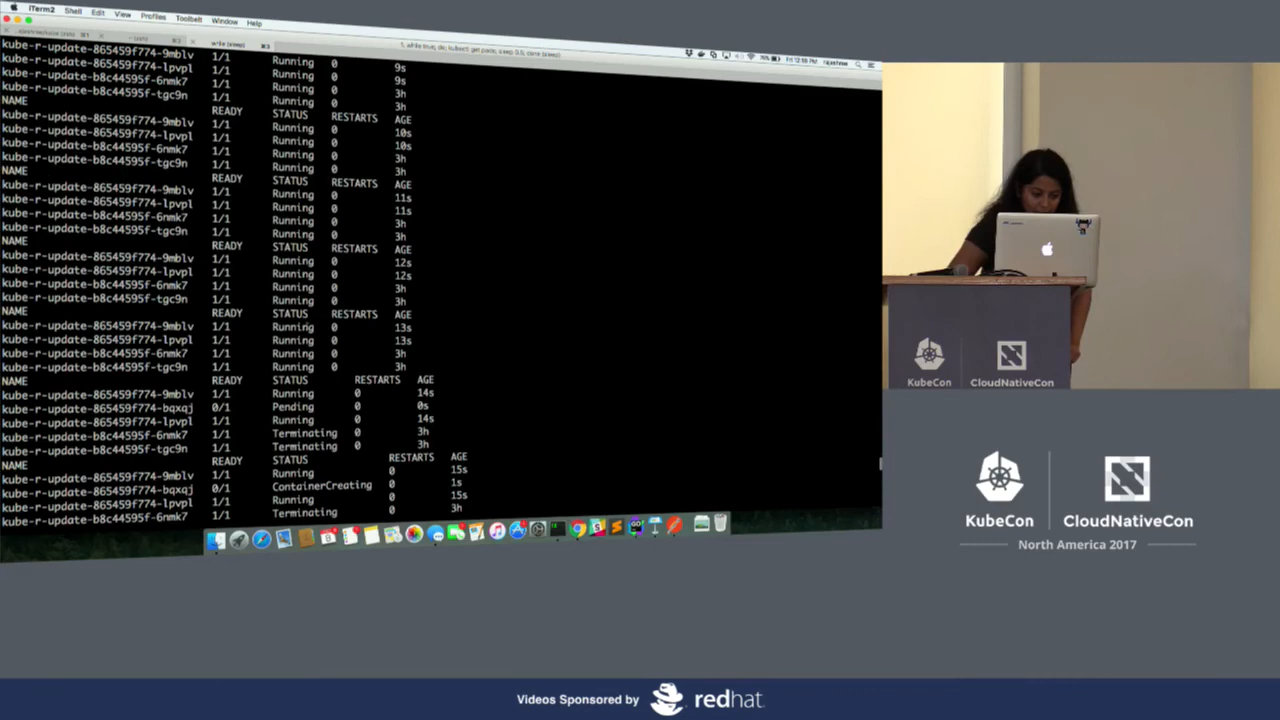 iTerm2 Shell Edit View Profiles Toolbelt Window Help
1. while true; do; kubectl get pods; sleep 0.5; done (sleep)
kube-r-update-865459f774-9mblv 1/1 Running 0 9s
kube-r-update-865459f774-lpvpl 1/1 Running 0 9s
kube-r-update-b8c44595f-6nmk7 1/1 Running 0 3h
kube-r-update-b8c44595f-tgc9n 1/1 Running 0 3h
NAME READY STATUS RESTARTS AGE
kube-r-update-865459f774-9mblv 1/1 Running 0 10s
kube-r-update-865459f774-lpvpl 1/1 Running 0 10s
kube-r-update-b8c44595f-6nmk7 1/1 Running 0 3h
kube-r-update-b8c44595f-tgc9n 1/1 Running 0 3h
NAME READY STATUS RESTARTS AGE
kube-r-update-865459f774-9mblv 1/1 Running 0 11s
kube-r-update-865459f774-lpvpl 1/1 Running 0 11s
kube-r-update-b8c44595f-6nmk7 1/1 Running 0 3h
kube-r-update-b8c44595f-tgc9n 1/1 Running 0 3h
NAME READY STATUS RESTARTS AGE
kube-r-update-865459f774-9mblv 1/1 Running 0 12s
kube-r-update-865459f774-lpvpl 1/1 Running 0 12s
kube-r-update-b8c44595f-6nmk7 1/1 Running 0 3h
kube-r-update-b8c44595f-tgc9n 1/1 Running 0 3h
NAME READY STATUS RESTARTS AGE
kube-r-update-865459f774-9mblv 1/1 Running 0 13s
kube-r-update-865459f774-lpvpl 1/1 Running 0 13s
kube-r-update-b8c44595f-6nmk7 1/1 Running 0 3h
kube-r-update-b8c44595f-tgc9n 1/1 Running 0 3h
NAME READY STATUS RESTARTS AGE
kube-r-update-865459f774-9mblv 1/1 Running 0 14s
kube-r-update-865459f774-bqxqj 0/1 Pending 0 0s
kube-r-update-865459f774-lpvpl 1/1 Running 0 14s
kube-r-update-b8c44595f-6nmk7 1/1 Terminating 0 3h
kube-r-update-b8c44595f-tgc9n 1/1 Terminating 0 3h
NAME READY STATUS RESTARTS AGE
kube-r-update-865459f774-9mblv 1/1 Running 0 15s
kube-r-update-865459f774-bqxqj 0/1 ContainerCreating 0 1s
kube-r-update-865459f774-lpvpl 1/1 Running 0 15s
kube-r-update-b8c44595f-6nmk7 1/1 Terminating 0 3h
KubeCon CloudNativeCon
KubeCon CloudNativeCon
North America 2017
Videos Sponsored by redhat